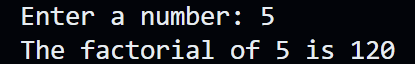 Enter a number: 5
The factorial of 5 is 120